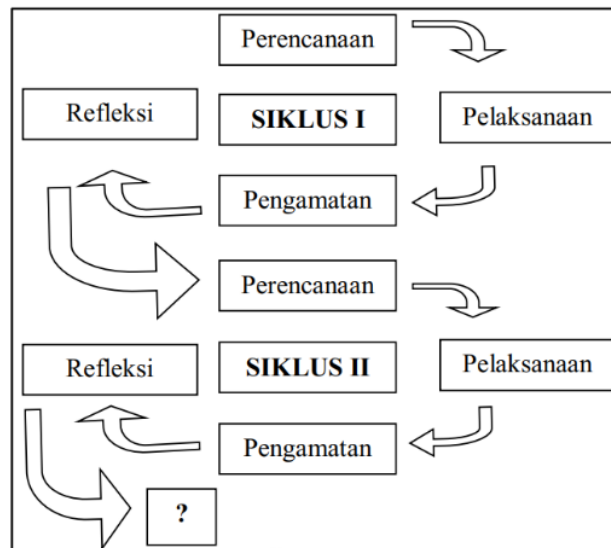 Perencanaan
Refleksi
SIKLUS I
Pelaksanaan
Pengamatan
Perencanaan
Refleksi
SIKLUS II
Pelaksanaan
Pengamatan
?